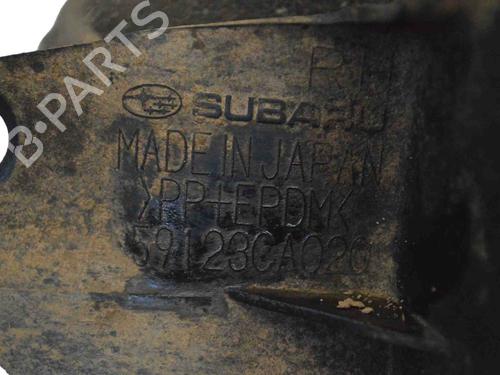 RH
SUBARU
MADE IN JAPAN
>PP+EPDM<
59123CA020
B-PARTS